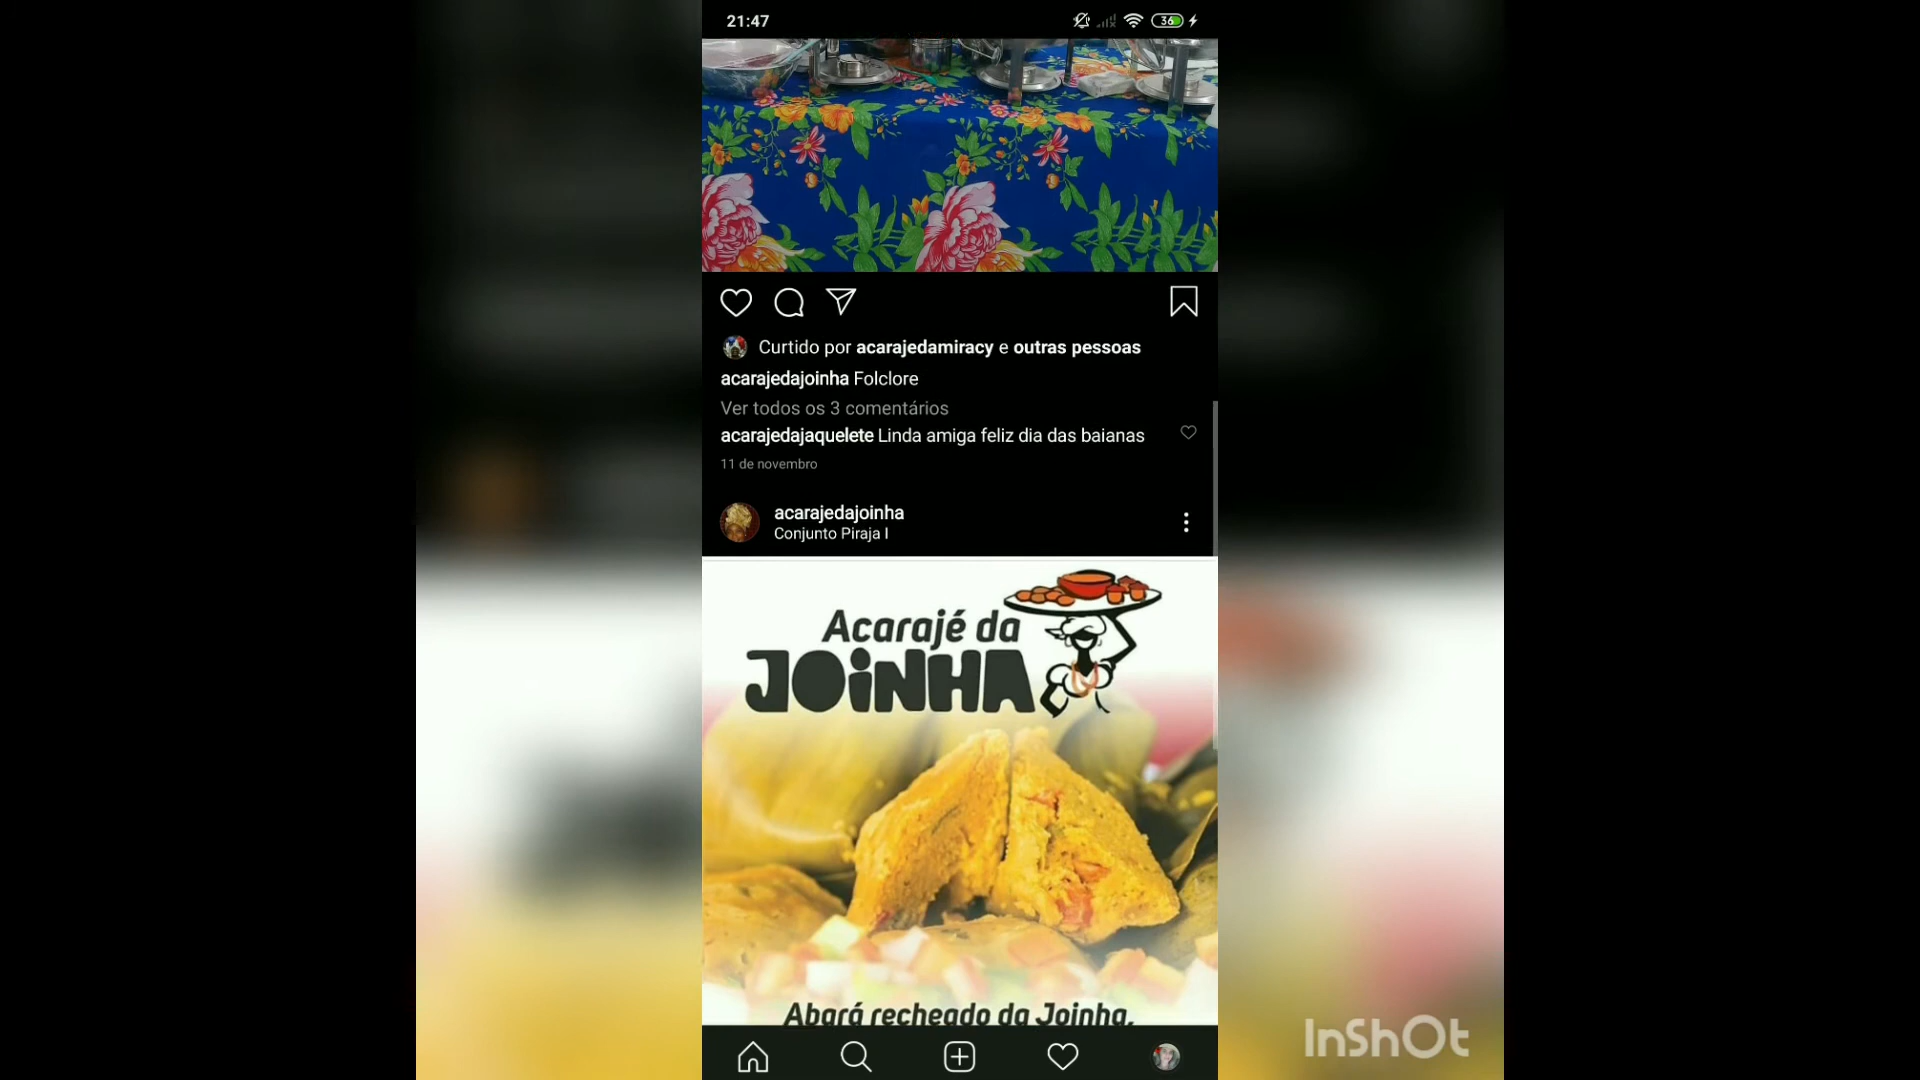 21:47
36
Curtido por acarajedamiracy e outras pessoas
acarajedajoinha Folclore
Ver todos os 3 comentários
acarajedajaquelete Linda amiga feliz dia das baianas
11 de novembro
acarajedajoinha
Conjunto Piraja I
Acarajé da
JOINHA
Abará recheado da Joinha,
InShOt